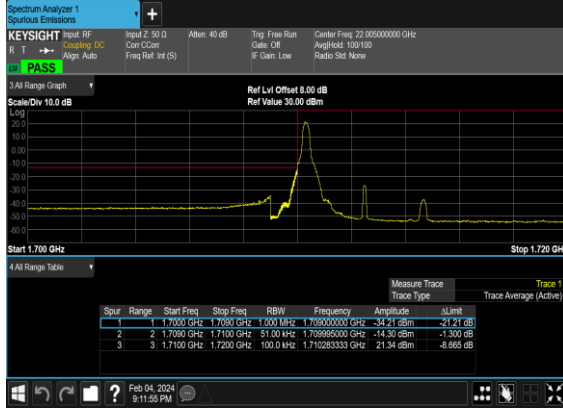 Spectrum Analyzer 1
Spurious Emissions
+
KEYSIGHT Input: RF Input Z: 50 Ω Atten: 40 dB Trig: Free Run Center Freq: 22.005000000 GHz
R T Coupling: DC Corr CCorr Gate: Off Avg|Hold: 100/100
Align: Auto Freq Ref: Int (S) IF Gain: Low Radio Std: None
PASS
3 All Range Graph
Ref Lvl Offset 8.00 dB
Scale/Div 10.0 dB Ref Value 30.00 dBm
Log
20.0
10.0
0.00
-10.0
-20.0
-30.0
-40.0
-50.0
-60.0
Start 1.700 GHz Stop 1.720 GH
4 All Range Table
Measure Trace Trace 1
Trace Type Trace Average (Active)
Spur Range Start Freq Stop Freq RBW Frequency Amplitude ΔLimit
1 1 1.7000 GHz 1.7090 GHz 1.000 MHz 1.709000000 GHz -34.21 dBm -21.21 dB
2 2 1.7090 GHz 1.7100 GHz 51.00 kHz 1.709995000 GHz -14.30 dBm -1.300 dB
3 3 1.7100 GHz 1.7200 GHz 100.0 kHz 1.710283333 GHz 21.34 dBm -8.665 dB
? Feb 04, 2024
9:11:55 PM